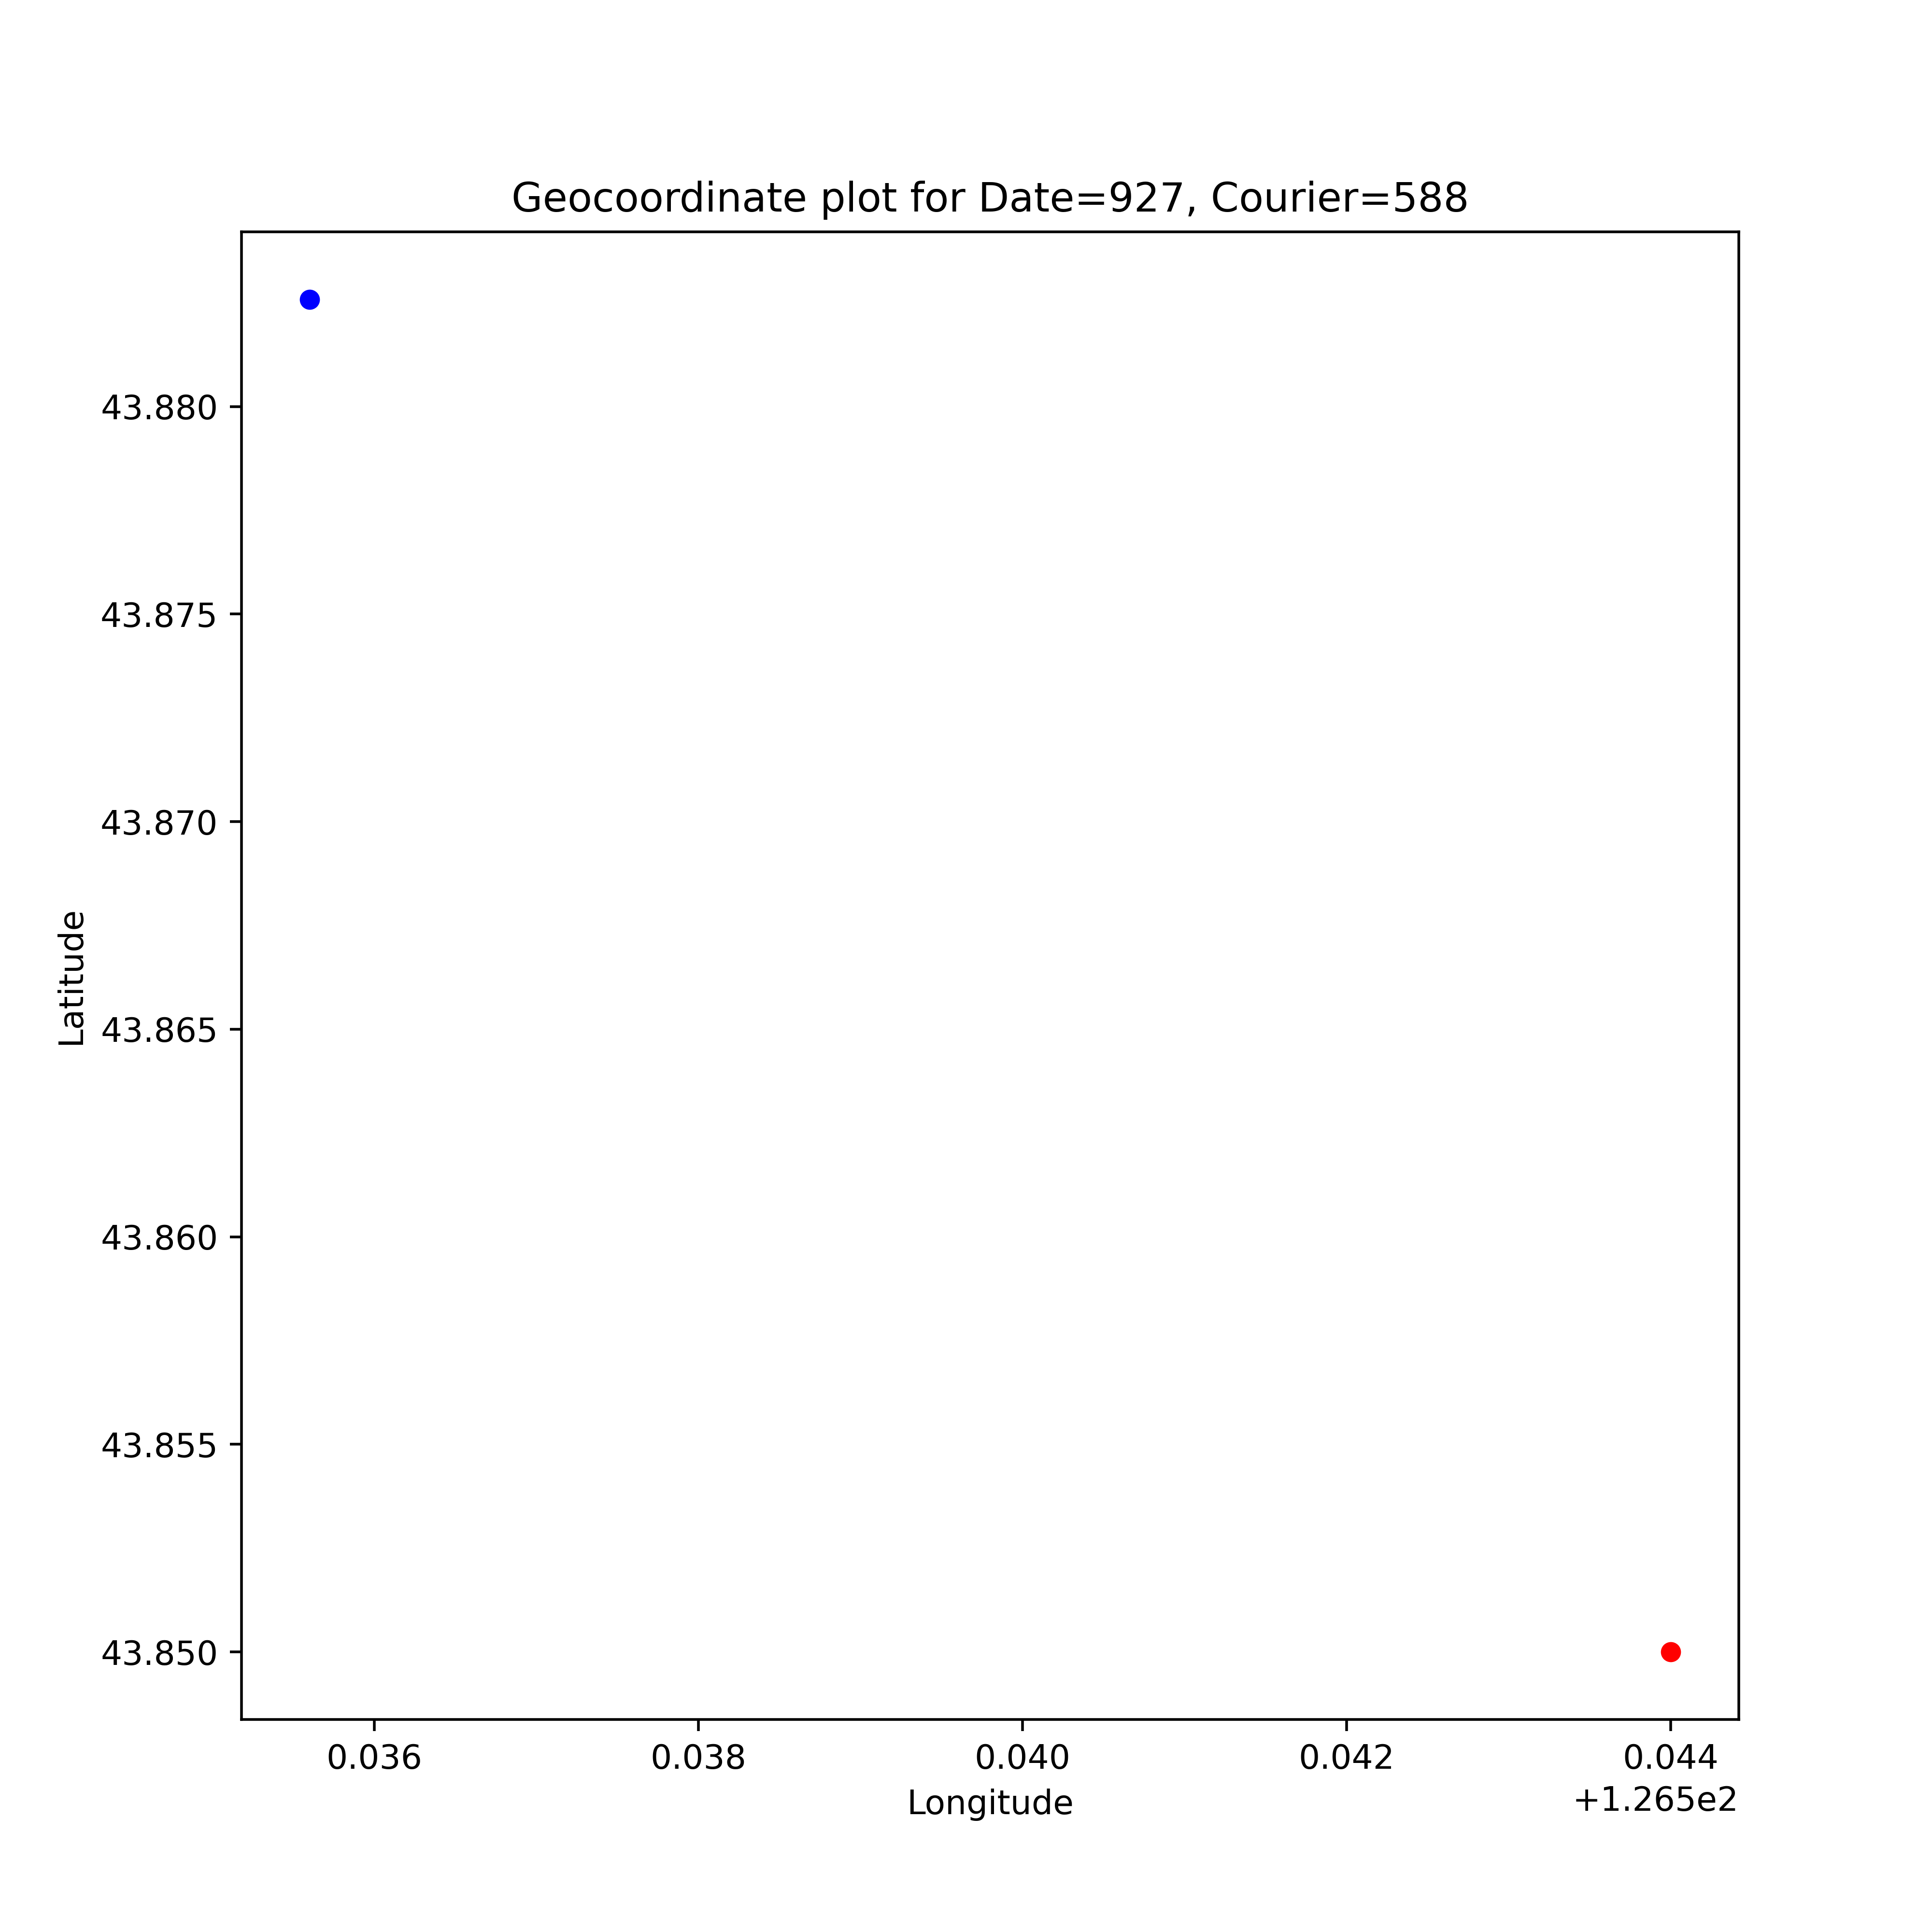 Geocoordinate plot for Date=927, Courier=588
43.880
43.875
43.870
43.865
43.860
43.855
43.850
Latitude
0.036 0.038 0.040 0.042 0.044
Longitude
+1.265e2